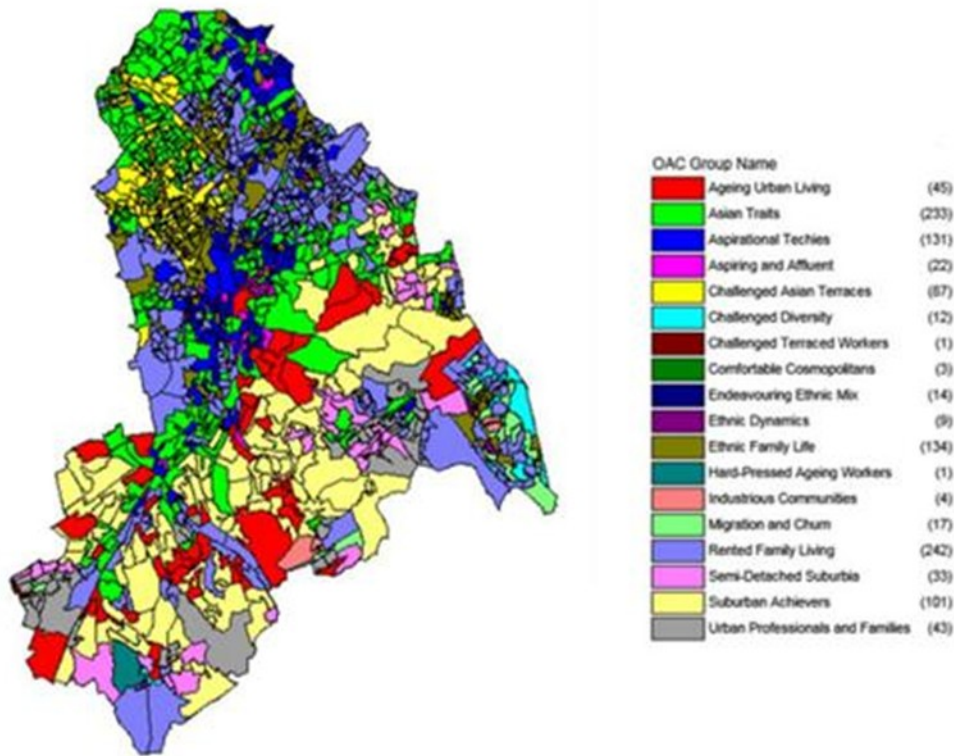 OAC Group Name
Ageing Urban Living (45)
Asian Traits (233)
Aspirational Techies (131)
Aspiring and Affluent (22)
Challenged Asian Terraces (87)
Challenged Diversity (12)
Challenged Terraced Workers (1)
Comfortable Cosmopolitans (3)
Endeavouring Ethnic Mix (14)
Ethnic Dynamics (9)
Ethnic Family Life (134)
Hard-Pressed Ageing Workers (1)
Industrious Communities (4)
Migration and Churn (17)
Rented Family Living (242)
Semi-Detached Suburbia (33)
Suburban Achievers (101)
Urban Professionals and Families (43)